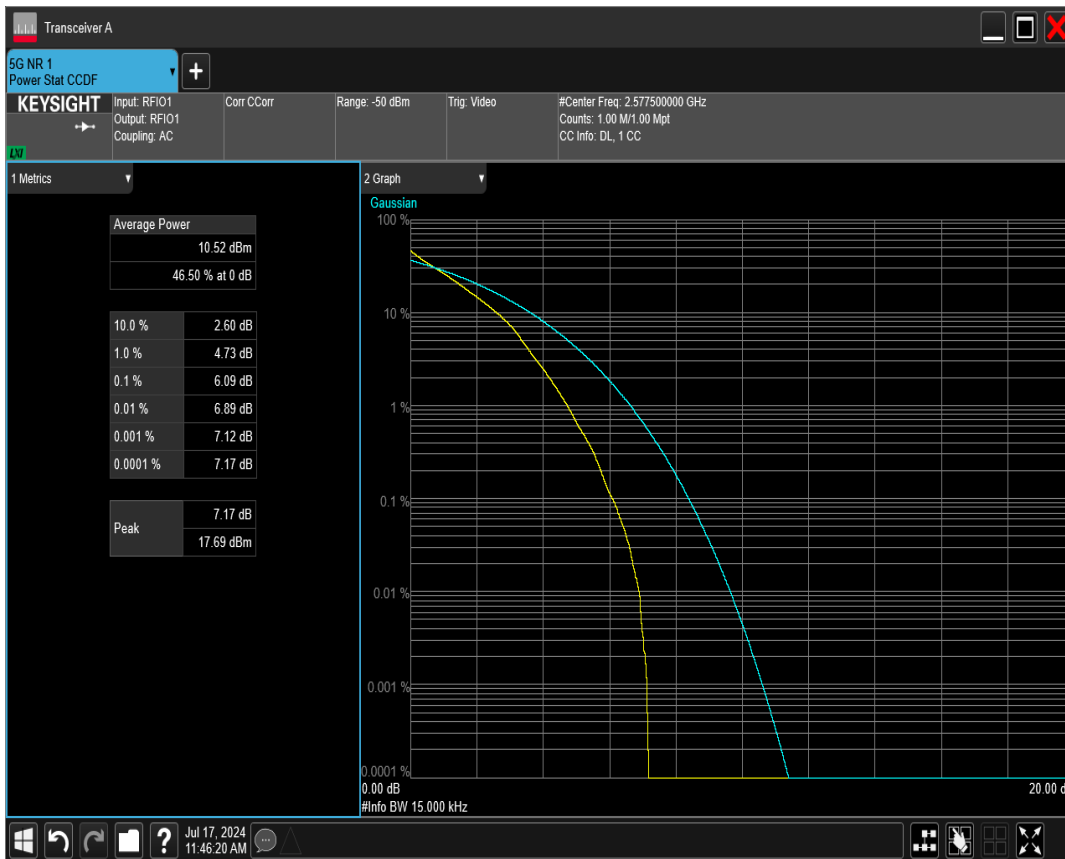 Transceiver A
5G NR 1
Power Stat CCDF
KEYSIGHT
LXI
Input: RFIO1
Output: RFIO1
Coupling: AC
Corr CCorr
Range: -50 dBm
Trig: Video
#Center Freq: 2.577500000 GHz
Counts: 1.00 M/1.00 Mpt
CC Info: DL, 1 CC
1 Metrics
Average Power
10.52 dBm
46.50 % at 0 dB
10.0 % 2.60 dB
1.0 % 4.73 dB
0.1 % 6.09 dB
0.01 % 6.89 dB
0.001 % 7.12 dB
0.0001 % 7.17 dB
Peak
7.17 dB
17.69 dBm
2 Graph
Gaussian
100 %
10 %
1 %
0.1 %
0.01 %
0.001 %
0.0001 %
0.00 dB
20.00 d
#Info BW 15.000 kHz
Jul 17, 2024
11:46:20 AM